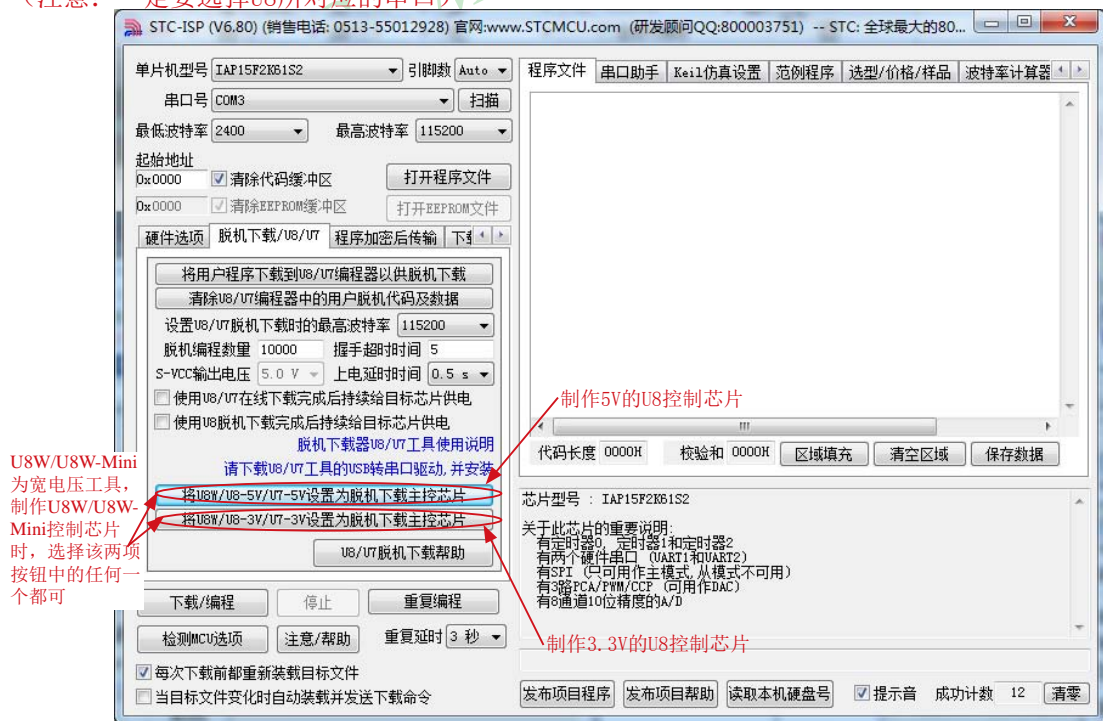 （注意：一定要选择U8所对应的串口）
STC-ISP (V6.80) (销售电话: 0513-55012928) 官网:www.STCMCU.com (研发顾问QQ:800003751) -- STC: 全球最大的80...
单片机型号 IAP15F2K61S2 引脚数 Auto
串口号 COM3 扫描
最低波特率 2400 最高波特率 115200
起始地址
0x0000 清除代码缓冲区 打开程序文件
0x0000 清除EEPROM缓冲区 打开EEPROM文件
硬件选项 脱机下载/U8/U7 程序加密后传输
将用户程序下载到U8/U7编程器以供脱机下载
清除U8/U7编程器中的用户脱机代码及数据
设置U8/U7脱机下载时的最高波特率 115200
脱机编程数量 10000 握手超时时间 5
S-VCC输出电压 5.0 V 上电延时时间 0.5 s
使用U8/U7在线下载完成后持续给目标芯片供电
使用U8脱机下载完成后持续给目标芯片供电
脱机下载器U8/U7工具使用说明
请下载U8/U7工具的USB转串口驱动,并安装
将U8W/U8-5V/U7-5V设置为脱机下载主控芯片
将U8W/U8-3V/U7-3V设置为脱机下载主控芯片
U8/U7脱机下载帮助
下载/编程 停止 重复编程
检测MCU选项 注意/帮助 重复延时 3 秒
每次下载前都重新装载目标文件
当目标文件变化时自动装载并发送下载命令
程序文件 串口助手 Keil仿真设置 范例程序 选型/价格/样品 波特率计算器
代码长度 0000H 校验和 0000H 区域填充 清空区域 保存数据
芯片型号 : IAP15F2K61S2
关于此芯片的重要说明:
有定时器0, 定时器1和定时器2
有两个硬件串口 (UART1和UART2)
有SPI (只可用作主模式,从模式不可用)
有3路PCA/PWM/CCP (可用作DAC)
有8通道10位精度的A/D
发布项目程序 发布项目帮助 读取本机硬盘号 提示音 成功计数 12 清零
制作5V的U8控制芯片
制作3.3V的U8控制芯片
U8W/U8W-Mini
为宽电压工具，
制作U8W/U8W-
Mini控制芯片
时，选择该两项
按钮中的任何一
个都可